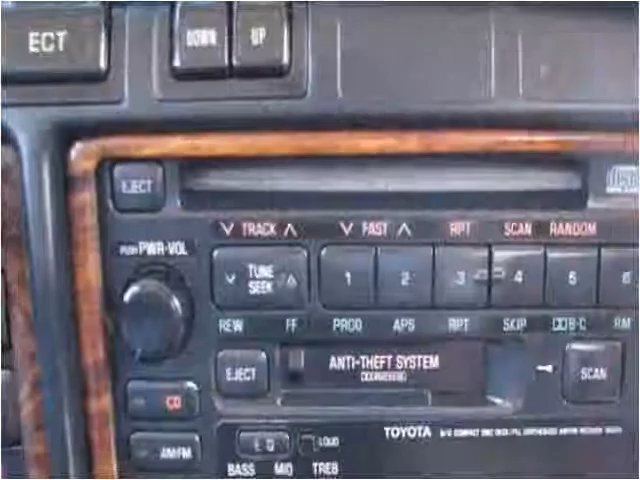 ECT
DOWN UP
EJECT
TRACK FAST RPT SCAN RANDOM
PUSH PWR-VOL
TUNE SEEK
1 2 3 4 5 6
REW FF PROG APS RPT SKIP B·C RM
EJECT
ANTI-THEFT SYSTEM
SCAN
CD
TOYOTA
AM/FM
EQ LOUD
BASS MID TREB